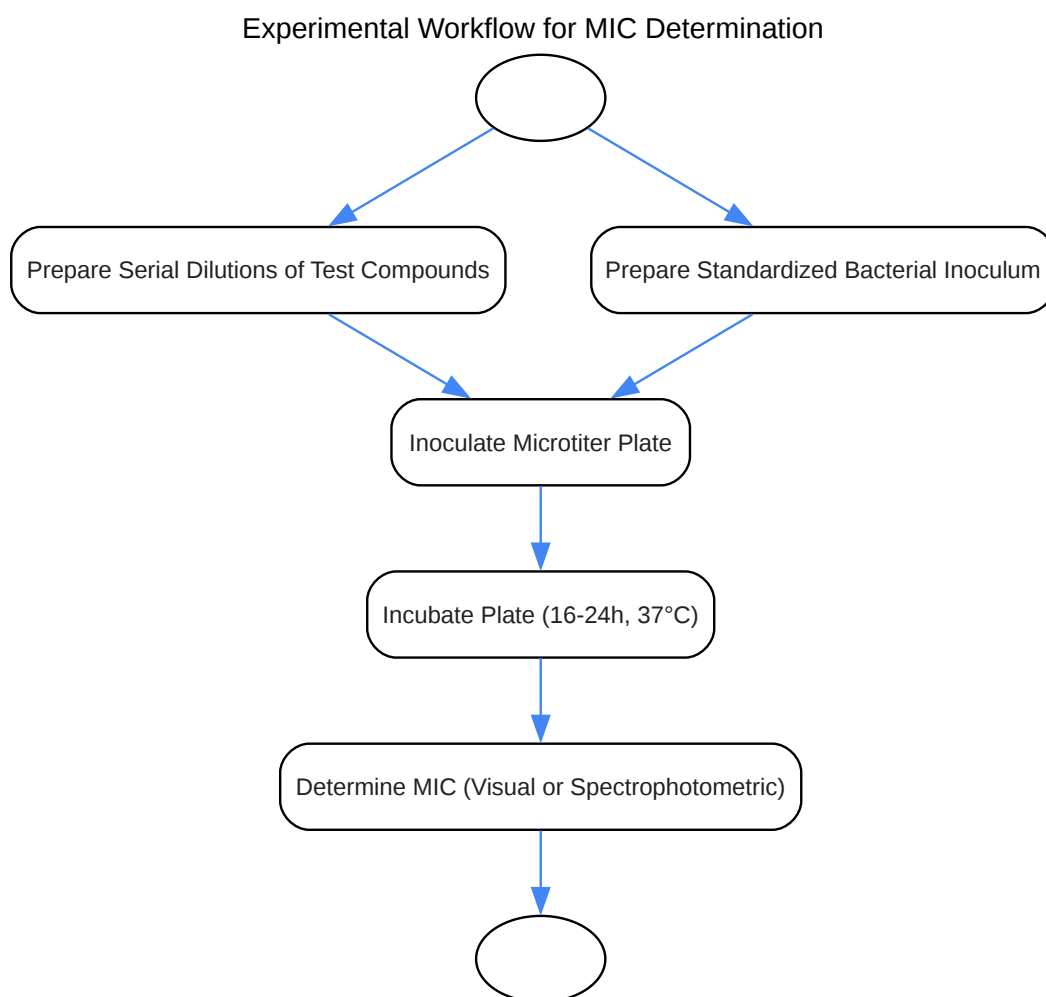 Experimental Workflow for MIC Determination
Prepare Serial Dilutions of Test Compounds
Prepare Standardized Bacterial Inoculum
Inoculate Microtiter Plate
Incubate Plate (16-24h, 37°C)
Determine MIC (Visual or Spectrophotometric)